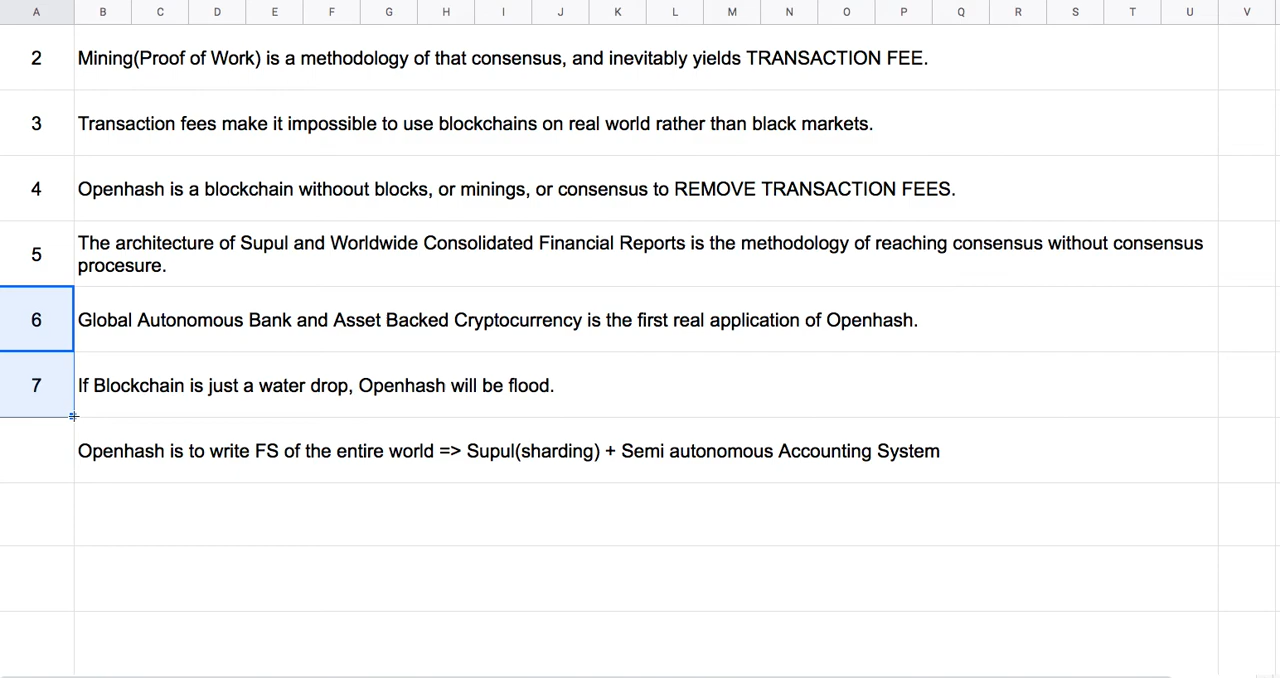 A B C D E F G H I J K L M N O P Q R S T U V
2 Mining(Proof of Work) is a methodology of that consensus, and inevitably yields TRANSACTION FEE.
3 Transaction fees make it impossible to use blockchains on real world rather than black markets.
4 Openhash is a blockchain withoout blocks, or minings, or consensus to REMOVE TRANSACTION FEES.
5 The architecture of Supul and Worldwide Consolidated Financial Reports is the methodology of reaching consensus without consensus
procesure.
6 Global Autonomous Bank and Asset Backed Cryptocurrency is the first real application of Openhash.
7 If Blockchain is just a water drop, Openhash will be flood.
Openhash is to write FS of the entire world => Supul(sharding) + Semi autonomous Accounting System